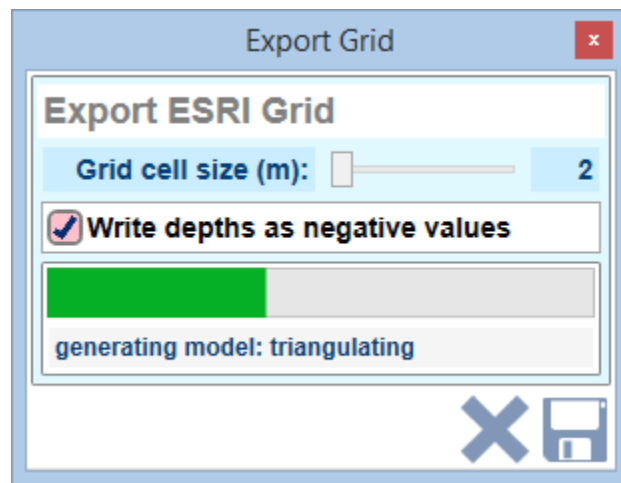 Export Grid
x
Export ESRI Grid
Grid cell size (m): 2
Write depths as negative values
generating model: triangulating